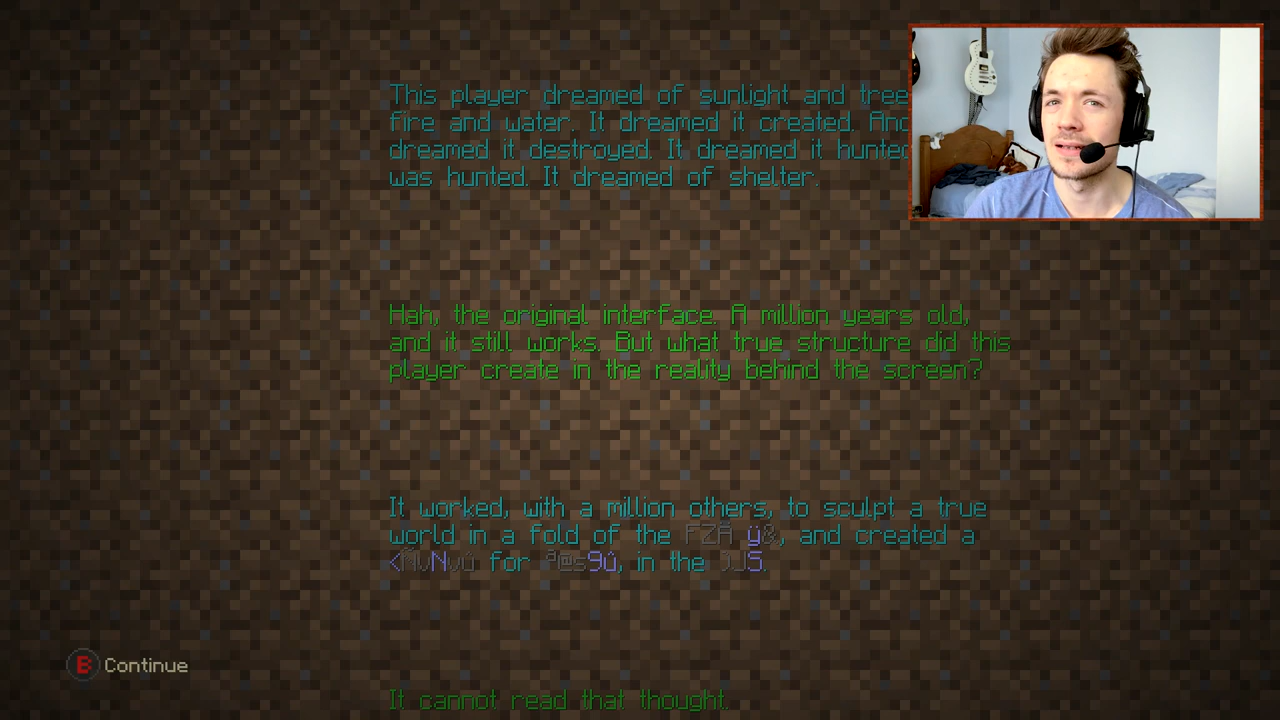 This player dreamed of sunlight and tree
fire and water. It dreamed it created. And
dreamed it destroyed. It dreamed it hunted
was hunted. It dreamed of shelter.
Hah, the original interface. A million years old,
and it still works. But what true structure did this
player create in the reality behind the screen?
It worked, with a million others, to sculpt a true
world in a fold of the , and created a
for , in the
It cannot read that thought.
B Continue